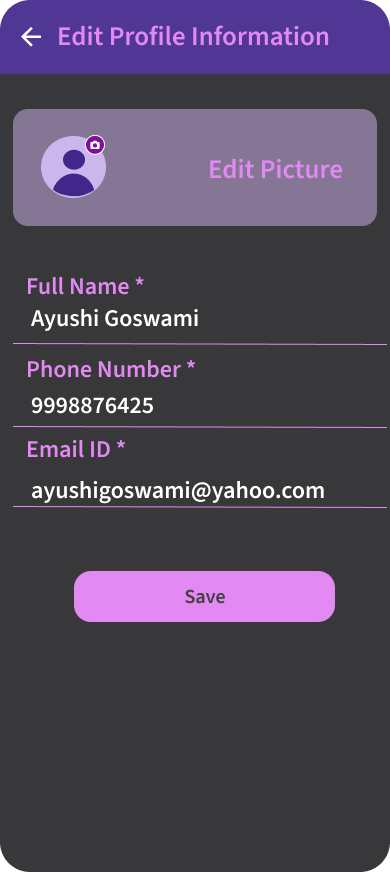 Edit Profile Information
Edit Picture
Full Name *
Ayushi Goswami
Phone Number *
9998876425
Email ID *
ayushigoswami@yahoo.com
Save